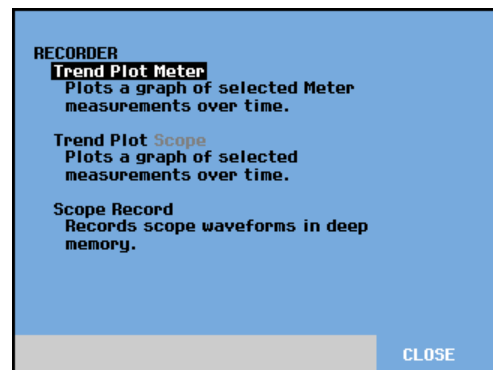 RECORDER
Trend Plot Meter
Plots a graph of selected Meter
measurements over time.
Trend Plot Scope
Plots a graph of selected
measurements over time.
Scope Record
Records scope waveforms in deep
memory.
CLOSE